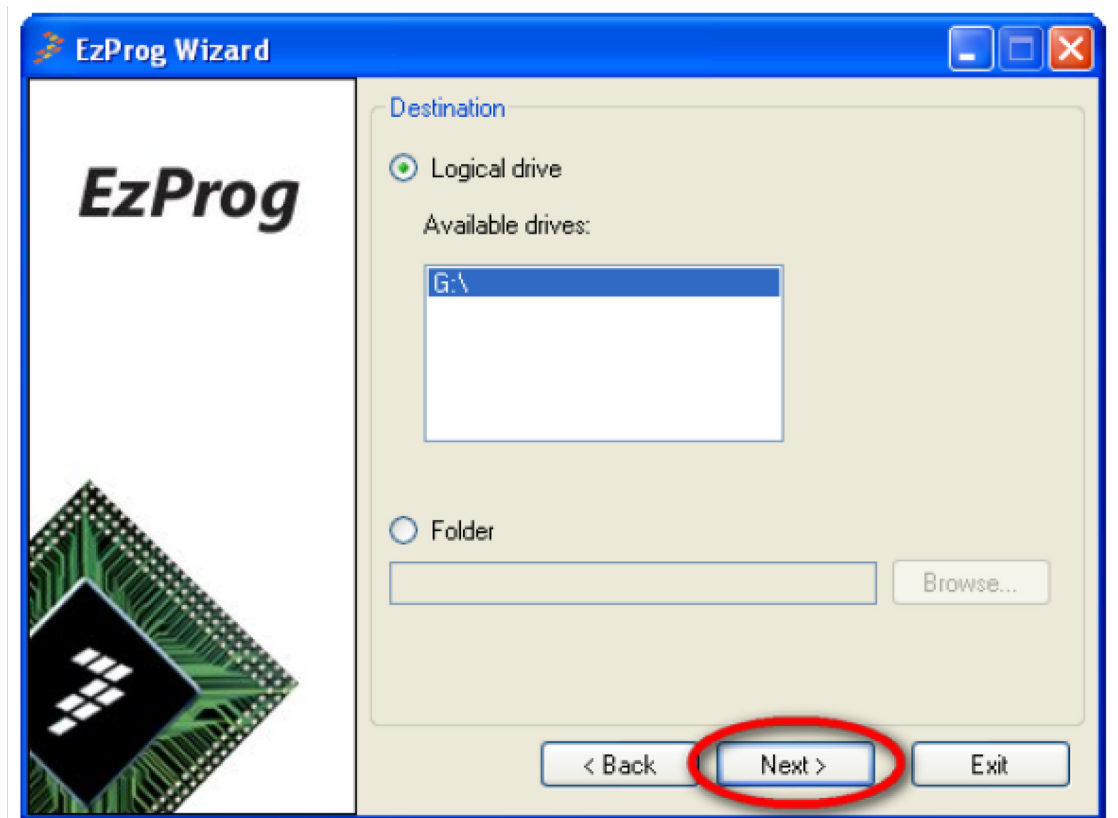 EzProg Wizard
EzProg
Destination
Logical drive
Available drives:
G:\
Folder
Browse...
< Back
Next >
Exit